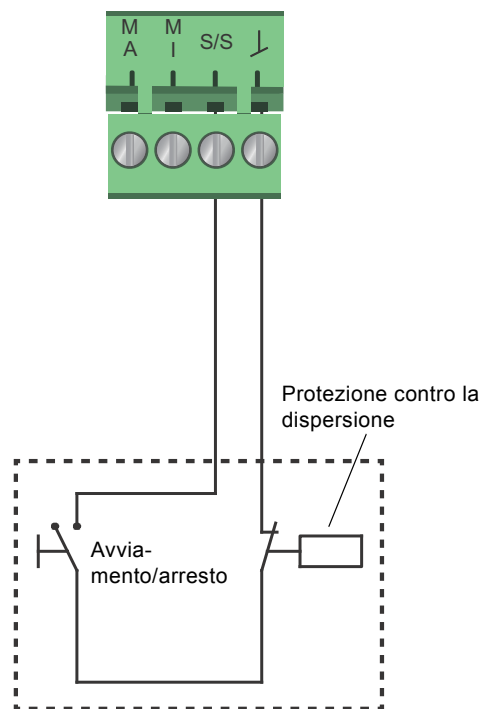 M A
M I
S/S
Protezione contro la
dispersione
Avvia-
mento/arresto